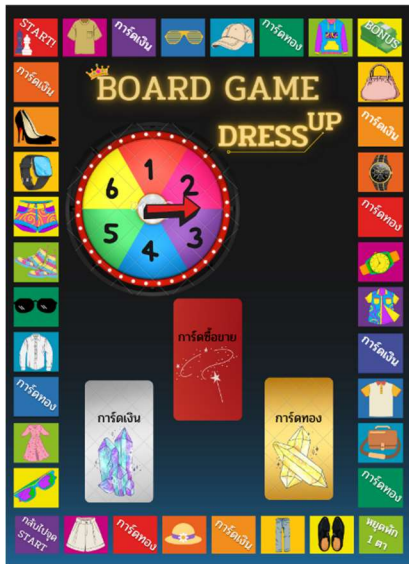 START!
การ์ดเงิน
การ์ดทอง
BONUS
การ์ดเงิน
BOARD GAME
DRESS UP
การ์ดเงิน
1
2
3
4
5
6
การ์ดทอง
การ์ดซื้อขาย
การ์ดเงิน
การ์ดทอง
การ์ดเงิน
การ์ดทอง
การ์ดทอง
กลับไปจุด
START
การ์ดทอง
การ์ดเงิน
หยุดพัก
1 ตา